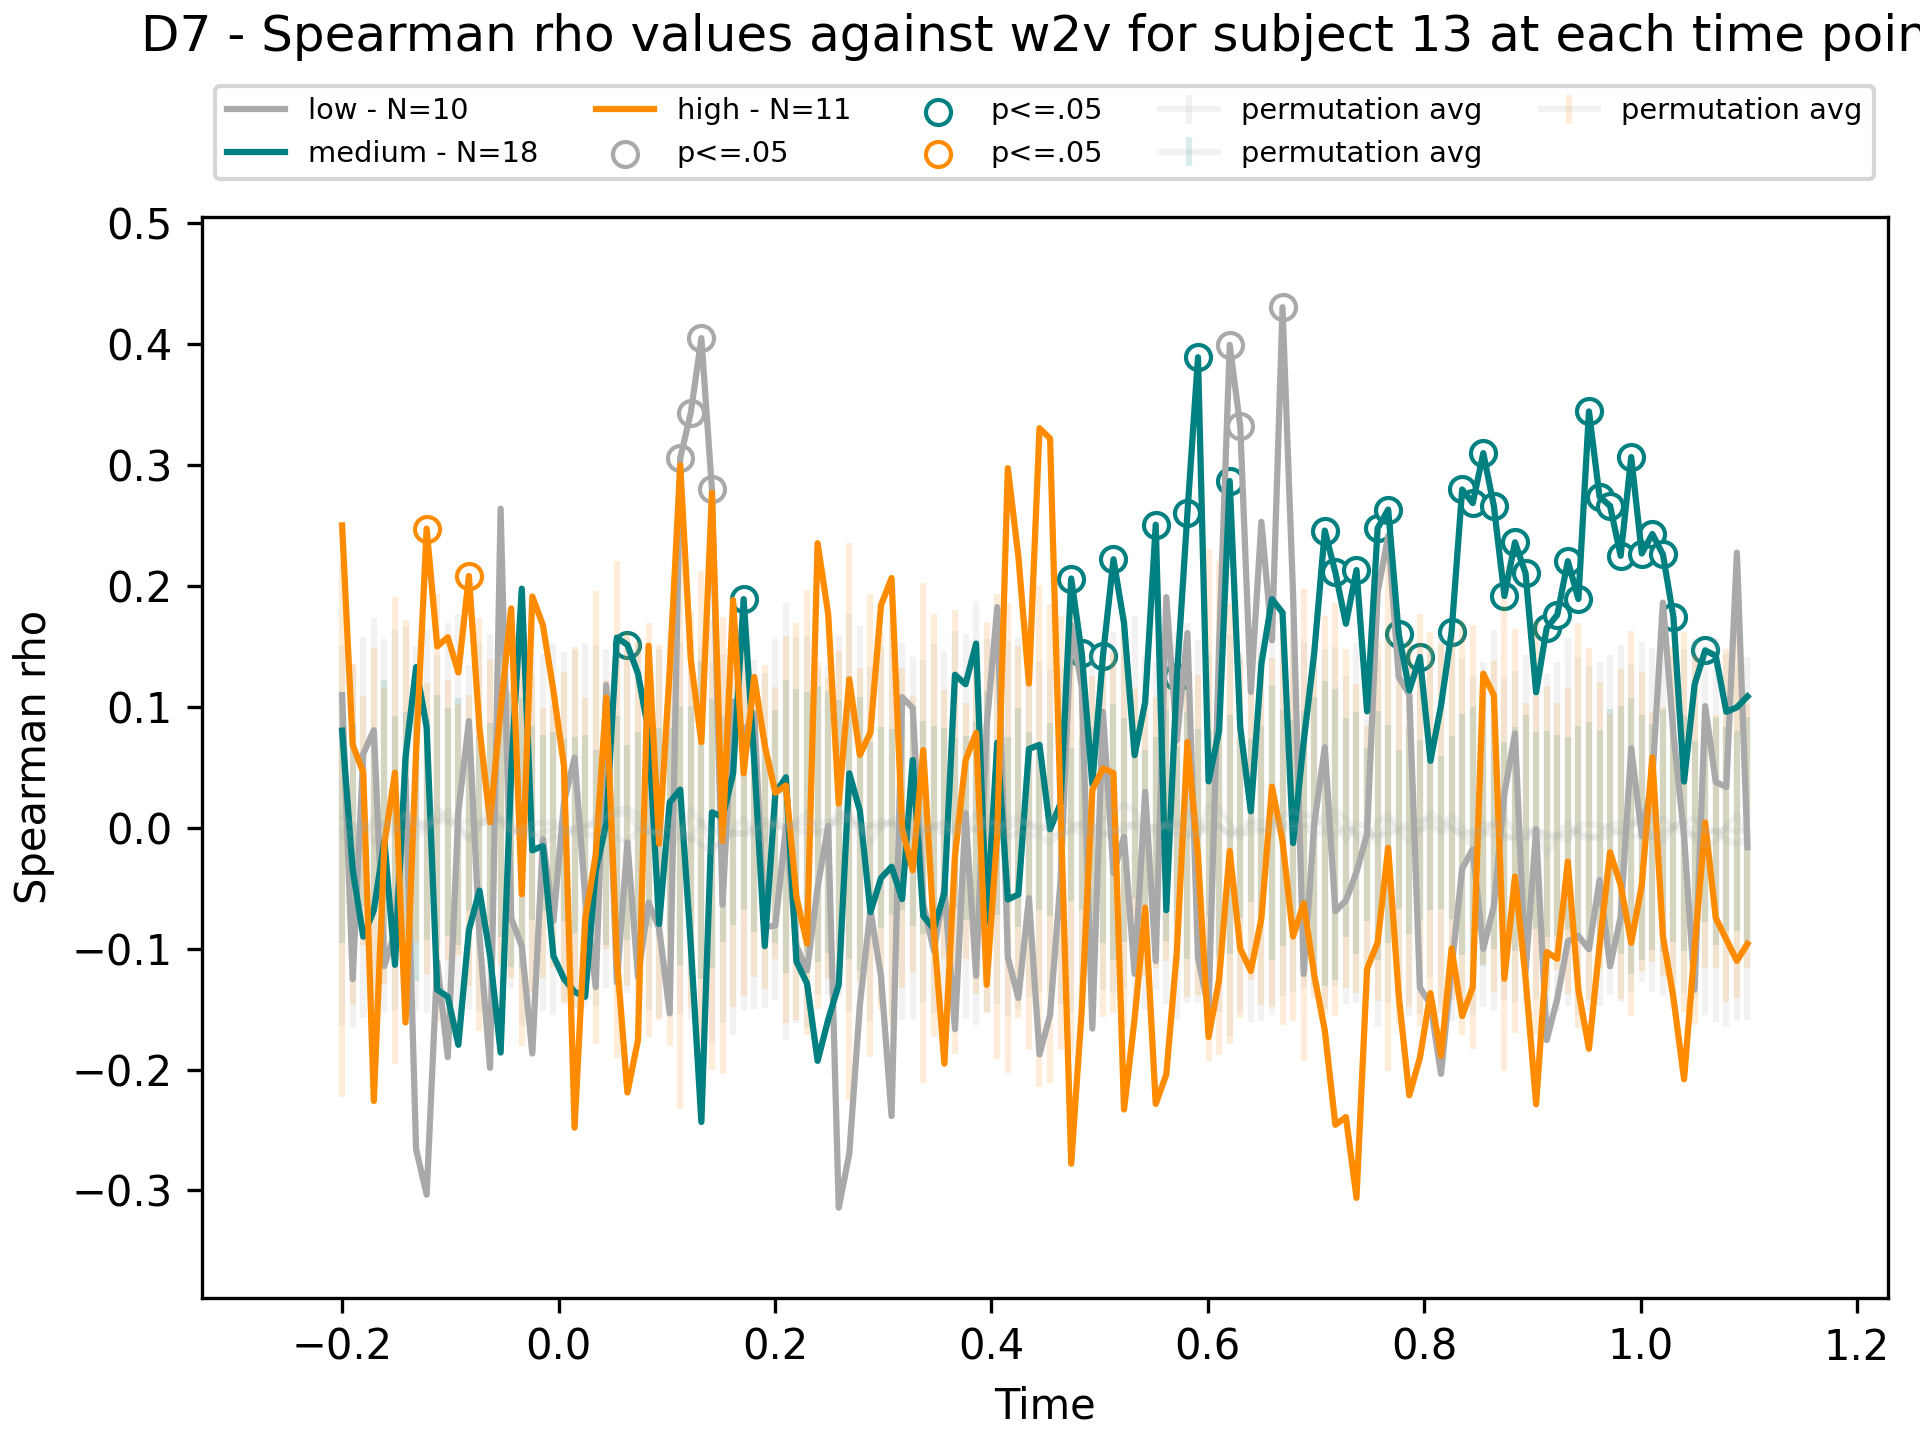 D7 - Spearman rho values against w2v for subject 13 at each time poin
low - N=10
medium - N=18
high - N=11
p<=.05
p<=.05
p<=.05
permutation avg
permutation avg
permutation avg
Spearman rho
0.5
0.4
0.3
0.2
0.1
0.0
−0.1
−0.2
−0.3
−0.2
0.0
0.2
0.4
0.6
0.8
1.0
1.2
Time